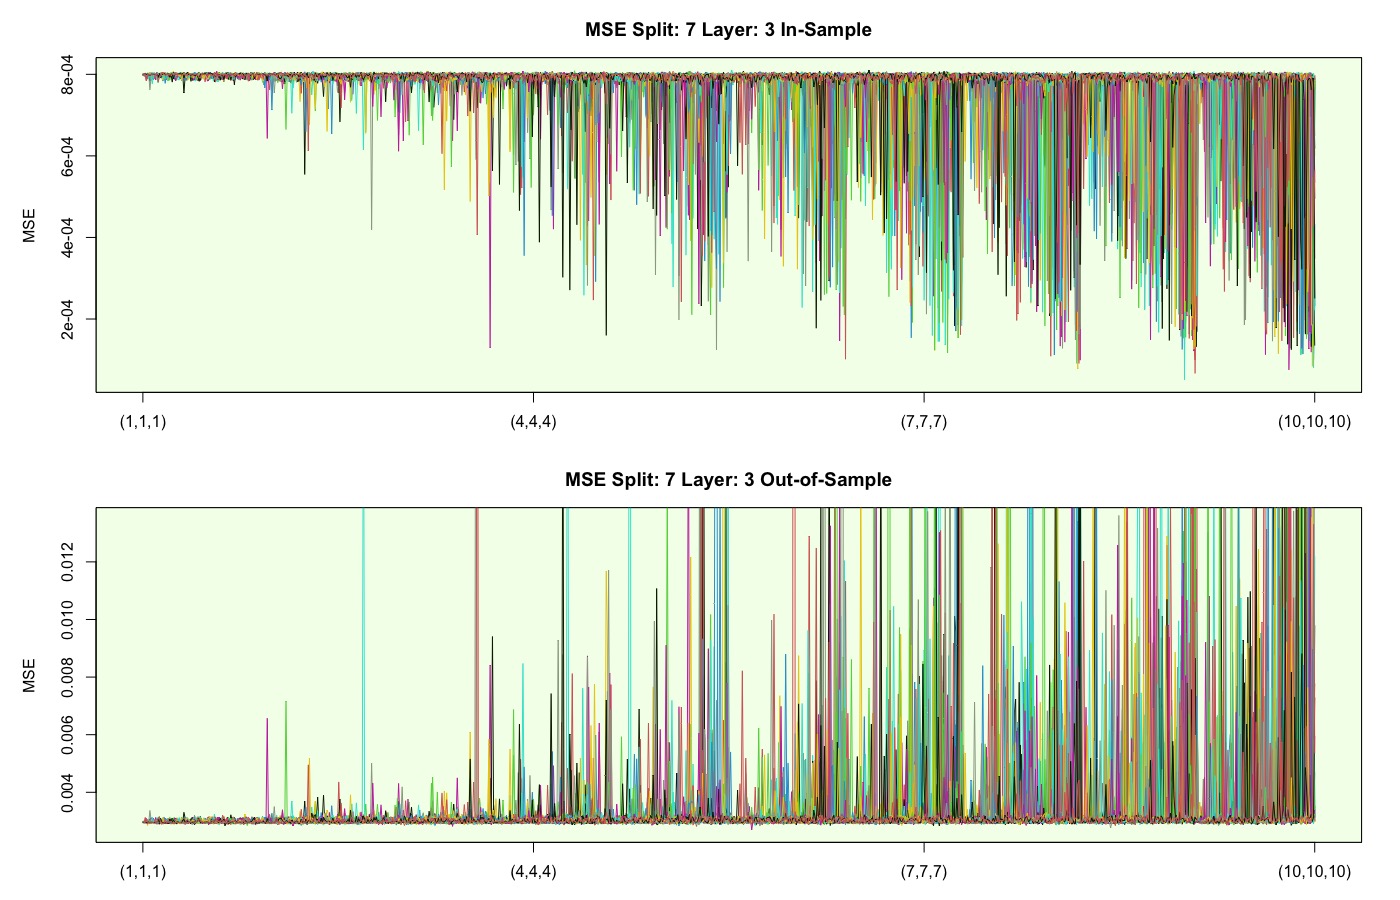 MSE Split: 7 Layer: 3 In-Sample
MSE
8e-04
6e-04
4e-04
2e-04
(1,1,1) (4,4,4) (7,7,7) (10,10,10)
MSE Split: 7 Layer: 3 Out-of-Sample
MSE
0.012
0.010
0.008
0.006
0.004
(1,1,1) (4,4,4) (7,7,7) (10,10,10)